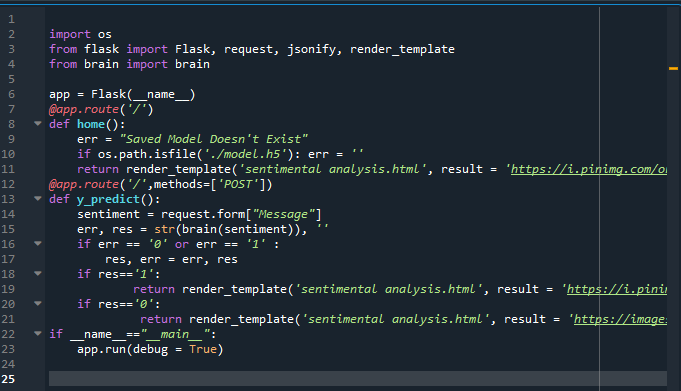 1
2 import os
3 from flask import Flask, request, jsonify, render_template
4 from brain import brain
5
6 app = Flask(__name__)
7 @app.route('/')
8 def home():
9     err = "Saved Model Doesn't Exist"
10     if os.path.isfile('./model.h5'): err = ''
11     return render_template('sentimental analysis.html', result = 'https://i.pinimg.com/o
12 @app.route('/',methods=['POST'])
13 def y_predict():
14     sentiment = request.form["Message"]
15     err, res = str(brain(sentiment)), ''
16     if err == '0' or err == '1' :
17         res, err = err, res
18     if res=='1':
19             return render_template('sentimental analysis.html', result = 'https://i.pini
20     if res=='0':
21              return render_template('sentimental analysis.html', result = 'https://images
22 if __name__=="__main__":
23     app.run(debug = True)
24
25